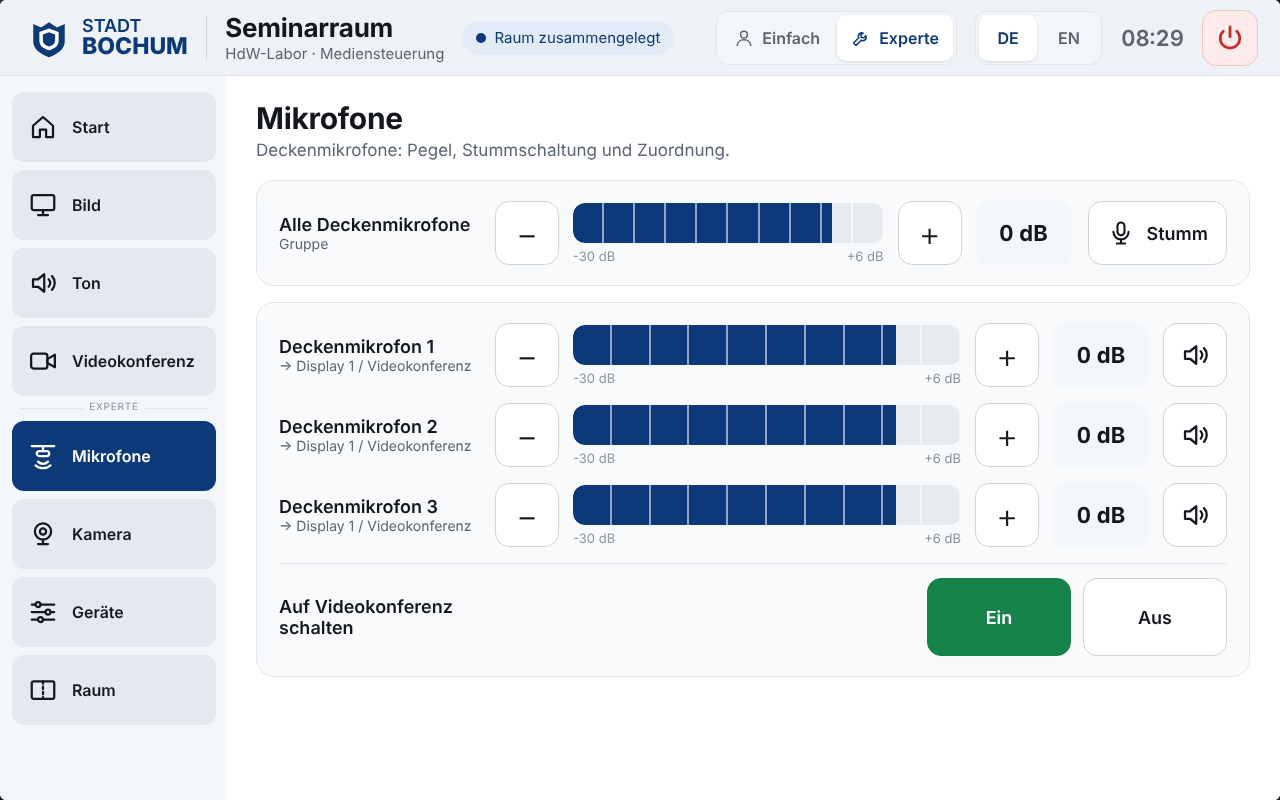 STADT
BOCHUM
Seminarraum
HdW-Labor · Mediensteuerung
Raum zusammengelegt
Einfach
Experte
DE
EN
08:29
Start
Bild
Ton
Videokonferenz
EXPERTE
Mikrofone
Kamera
Geräte
Raum
Mikrofone
Deckenmikrofone: Pegel, Stummschaltung und Zuordnung.
Alle Deckenmikrofone
Gruppe
−
-30 dB
+6 dB
+
0 dB
Stumm
Deckenmikrofon 1
→ Display 1 / Videokonferenz
−
-30 dB
+6 dB
+
0 dB
Deckenmikrofon 2
→ Display 1 / Videokonferenz
−
-30 dB
+6 dB
+
0 dB
Deckenmikrofon 3
→ Display 1 / Videokonferenz
−
-30 dB
+6 dB
+
0 dB
Auf Videokonferenz
schalten
Ein
Aus